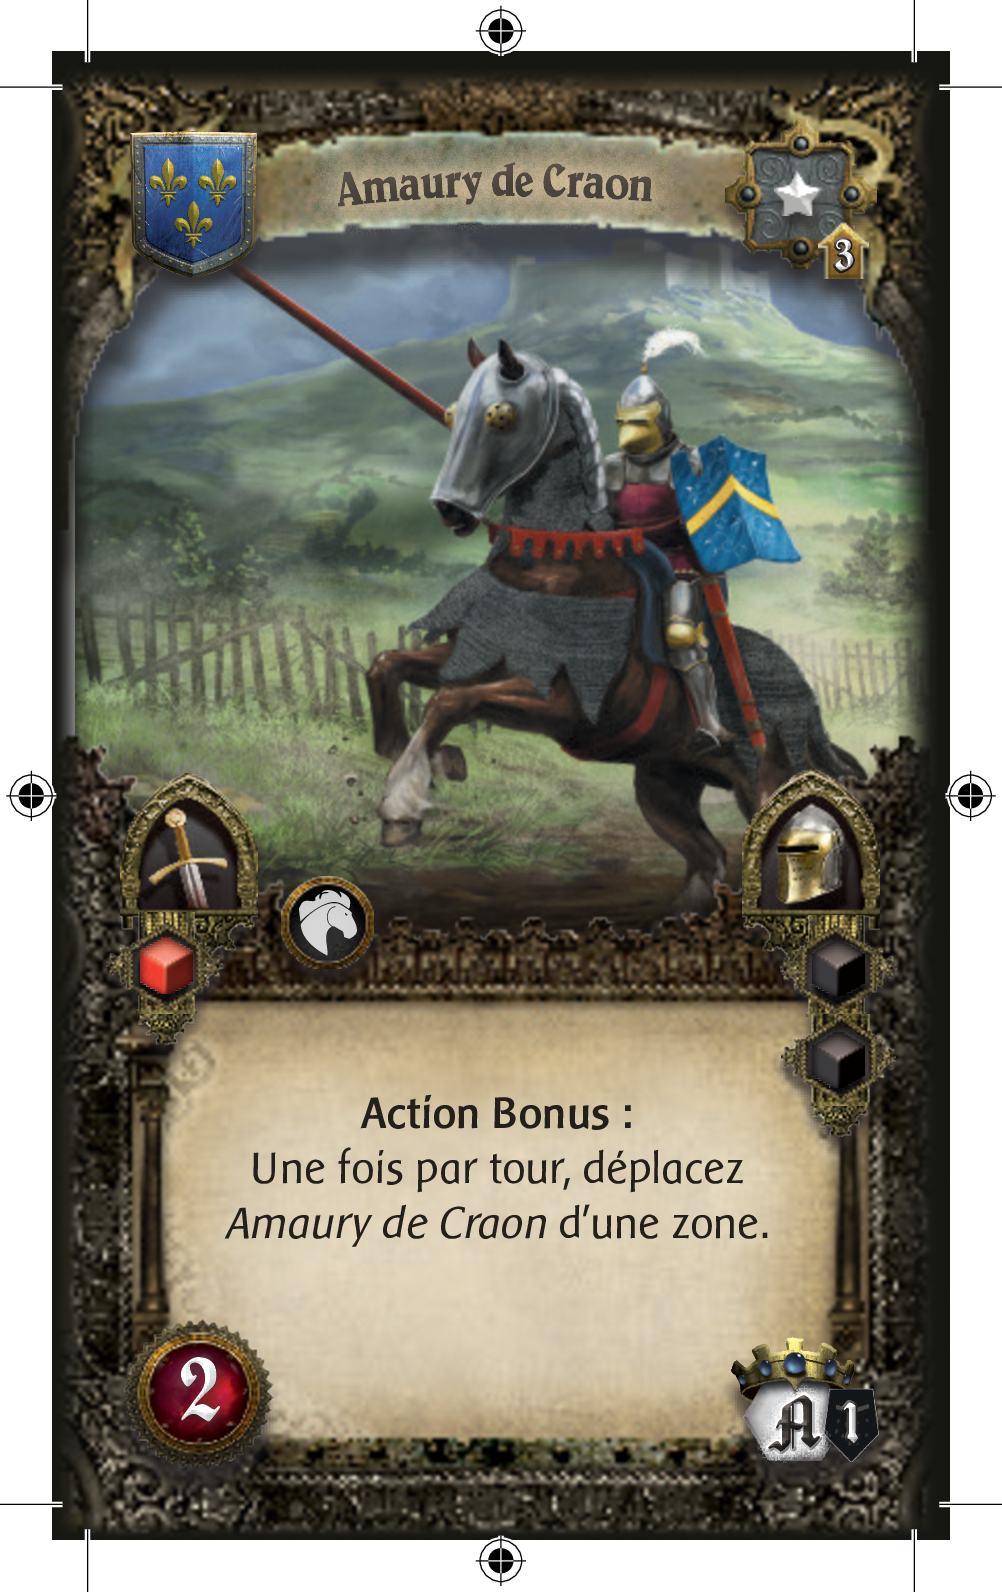 Amaury de Craon
3
Action Bonus :
Une fois par tour, déplacez
Amaury de Craon d'une zone.
2
A 1